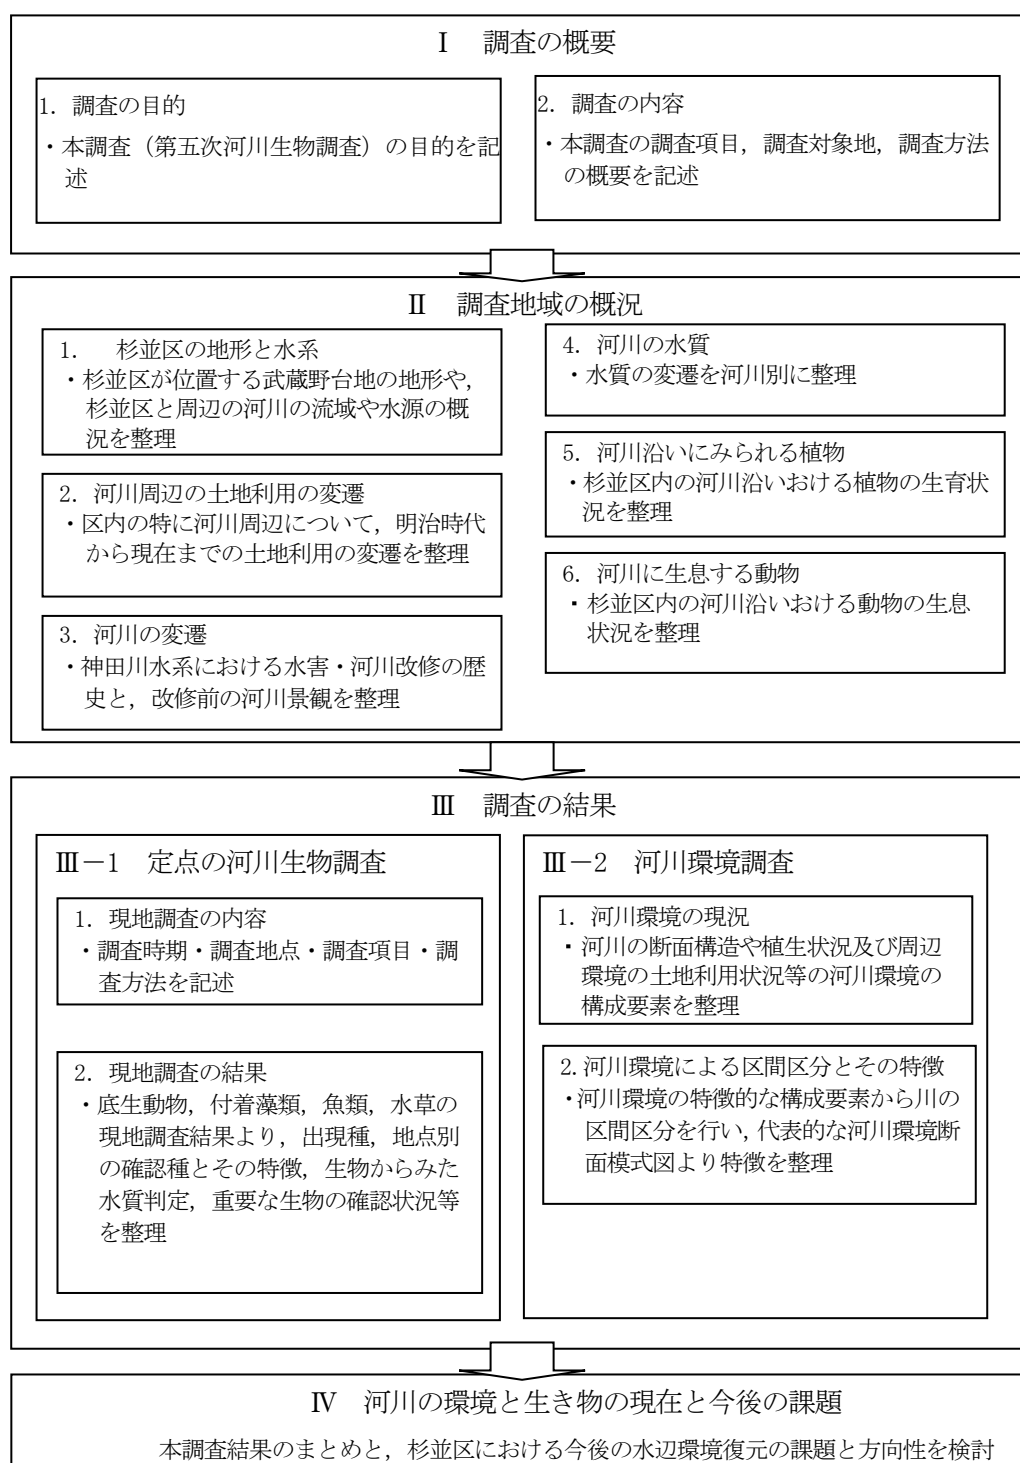 Ⅰ　調査の概要
1．調査の目的
・本調査（第五次河川生物調査）の目的を記
述
2．調査の内容
・本調査の調査項目，調査対象地，調査方法
の概要を記述
Ⅱ　調査地域の概況
1.　杉並区の地形と水系
・杉並区が位置する武蔵野台地の地形や，
杉並区と周辺の河川の流域や水源の概
況を整理
2．河川周辺の土地利用の変遷
・区内の特に河川周辺について，明治時代
から現在までの土地利用の変遷を整理
3．河川の変遷
・神田川水系における水害・河川改修の歴
史と，改修前の河川景観を整理
4．河川の水質
・水質の変遷を河川別に整理
5．河川沿いにみられる植物
・杉並区内の河川沿いおける植物の生育状
況を整理
6．河川に生息する動物
・杉並区内の河川沿いおける動物の生息
状況を整理
Ⅲ　調査の結果
Ⅲ－1　定点の河川生物調査
1．現地調査の内容
・調査時期・調査地点・調査項目・調
査方法を記述
2．現地調査の結果
・底生動物，付着藻類，魚類，水草の
現地調査結果より，出現種，地点別
の確認種とその特徴，生物からみた
水質判定，重要な生物の確認状況等
を整理
Ⅲ－2　河川環境調査
1．河川環境の現況
・河川の断面構造や植生状況及び周辺
環境の土地利用状況等の河川環境の
構成要素を整理
2.河川環境による区間区分とその特徴
・河川環境の特徴的な構成要素から川の
区間区分を行い,代表的な河川環境断
面模式図より特徴を整理
Ⅳ　河川の環境と生き物の現在と今後の課題
本調査結果のまとめと，杉並区における今後の水辺環境復元の課題と方向性を検討